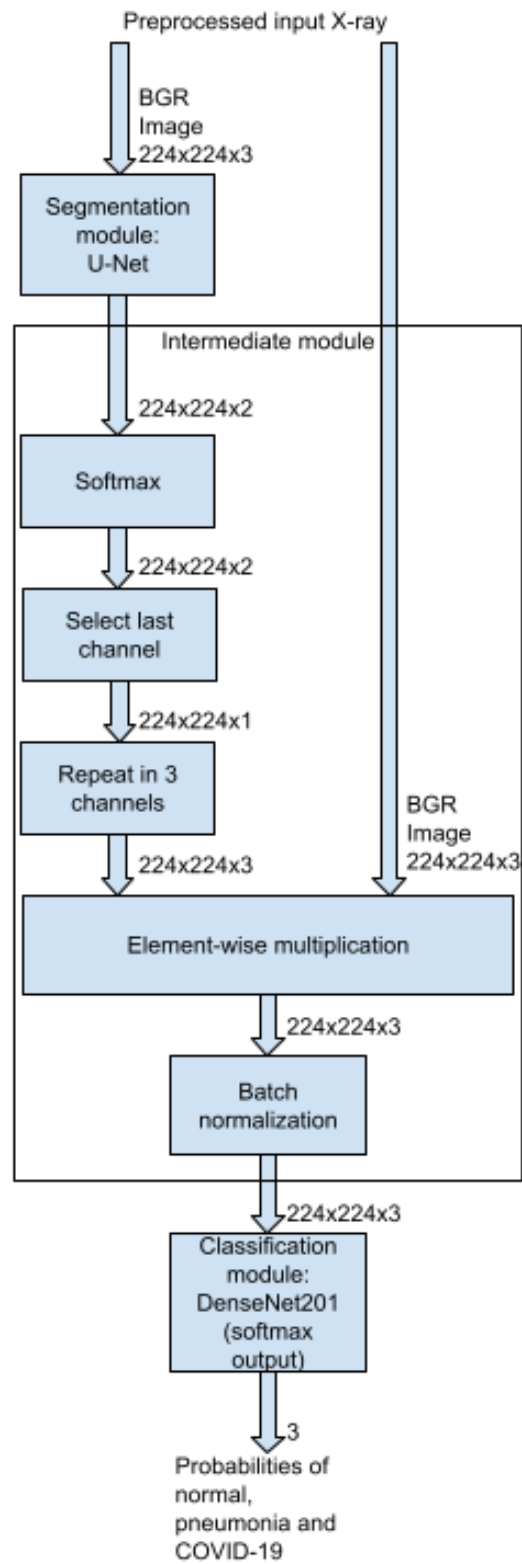 Preprocessed input X-ray
BGR
Image
224x224x3
Segmentation
module:
U-Net
Intermediate module
224x224x2
Softmax
224x224x2
Select last
channel
224x224x1
Repeat in 3
channels
224x224x3
BGR
Image
224x224x3
Element-wise multiplication
224x224x3
Batch
normalization
224x224x3
Classification
module:
DenseNet201
(softmax
output)
3
Probabilities of
normal,
pneumonia and
COVID-19